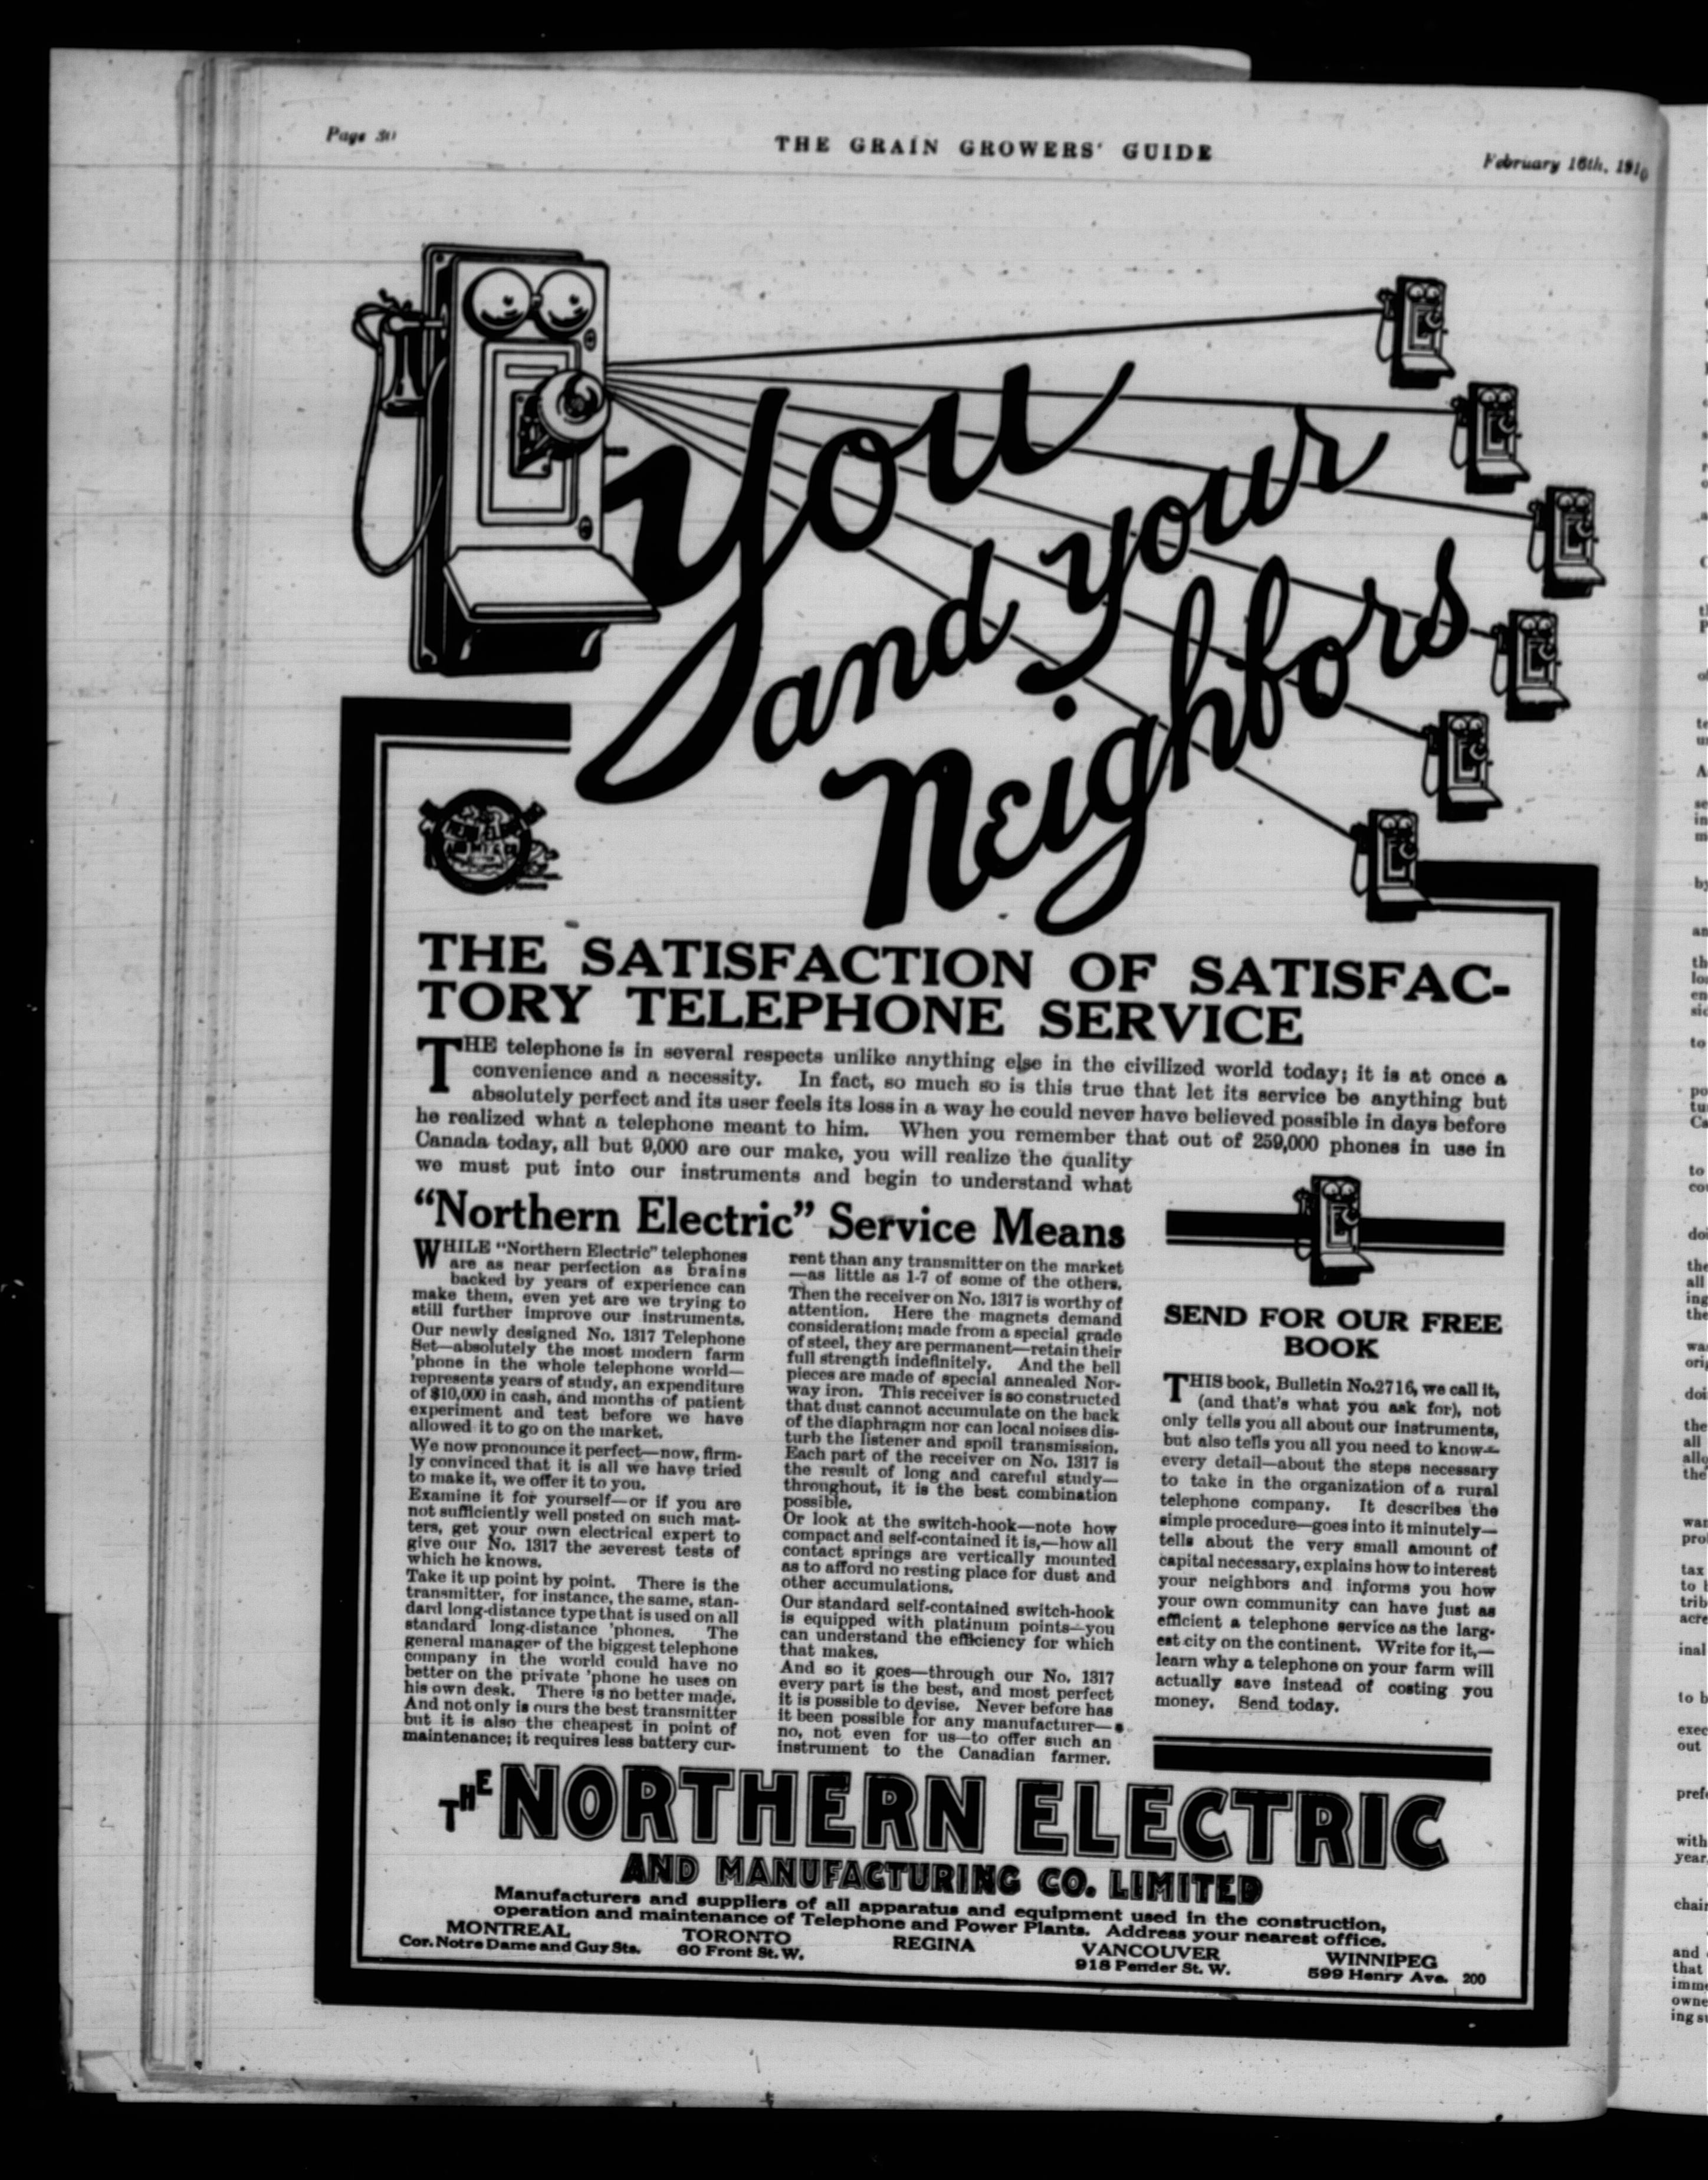 Page 30
THE GRAIN GROWERS' GUIDE
February 16th, 1910
You
and your
Neighbors
THE SATISFACTION OF SATISFAC-
TORY TELEPHONE SERVICE
THE telephone is in several respects unlike anything else in the civilized world today; it is at once a
convenience and a necessity. In fact, so much so is this true that let its service be anything but
absolutely perfect and its user feels its loss in a way he could never have believed possible in days before
he realized what a telephone meant to him. When you remember that out of 259,000 phones in use in
Canada today, all but 9,000 are our make, you will realize the quality
we must put into our instruments and begin to understand what
“Northern Electric” Service Means
WHILE “Northern Electric” telephones
are as near perfection as brains
backed by years of experience can
make them, even yet are we trying to
still further improve our instruments.
Our newly designed No. 1317 Telephone
Set—absolutely the most modern farm
'phone in the whole telephone world—
represents years of study, an expenditure
of $10,000 in cash, and months of patient
experiment and test before we have
allowed it to go on the market.
We now pronounce it perfect—now, firm-
ly convinced that it is all we have tried
to make it, we offer it to you.
Examine it for yourself—or if you are
not sufficiently well posted on such mat-
ters, get your own electrical expert to
give our No. 1317 the severest tests of
which he knows.
Take it up point by point. There is the
transmitter, for instance, the same, stan-
dard long-distance type that is used on all
standard long-distance 'phones. The
general manager of the biggest telephone
company in the world could have no
better on the private 'phone he uses on
his own desk. There is no better made.
And not only is ours the best transmitter
but it is also the cheapest in point of
maintenance; it requires less battery cur-
rent than any transmitter on the market
—as little as 1-7 of some of the others.
Then the receiver on No. 1317 is worthy of
attention. Here the magnets demand
consideration; made from a special grade
of steel, they are permanent—retain their
full strength indefinitely. And the bell
pieces are made of special annealed Nor-
way iron. This receiver is so constructed
that dust cannot accumulate on the back
of the diaphragm nor can local noises dis-
turb the listener and spoil transmission.
Each part of the receiver on No. 1317 is
the result of long and careful study—
throughout, it is the best combination
possible.
Or look at the switch-hook—note how
compact and self-contained it is,—how all
contact springs are vertically mounted
as to afford no resting place for dust and
other accumulations.
Our standard self-contained switch-hook
is equipped with platinum points—you
can understand the efficiency for which
that makes.
And so it goes—through our No. 1317
every part is the best, and most perfect
it is possible to devise. Never before has
it been possible for any manufacturer—
no, not even for us—to offer such an
instrument to the Canadian farmer.
SEND FOR OUR FREE
BOOK
THIS book, Bulletin No.2716, we call it,
(and that's what you ask for), not
only tells you all about our instruments,
but also tells you all you need to know—
every detail—about the steps necessary
to take in the organization of a rural
telephone company. It describes the
simple procedure—goes into it minutely—
tells about the very small amount of
capital necessary, explains how to interest
your neighbors and informs you how
your own community can have just as
efficient a telephone service as the larg-
est city on the continent. Write for it,—
learn why a telephone on your farm will
actually save instead of costing you
money. Send today.
THE NORTHERN ELECTRIC
AND MANUFACTURING CO. LIMITED
Manufacturers and suppliers of all apparatus and equipment used in the construction,
operation and maintenance of Telephone and Power Plants. Address your nearest office.
MONTREAL TORONTO REGINA VANCOUVER WINNIPEG
Cor. Notre Dame and Guy Sts. 60 Front St. W. 918 Pender St. W. 599 Henry Ave. 200